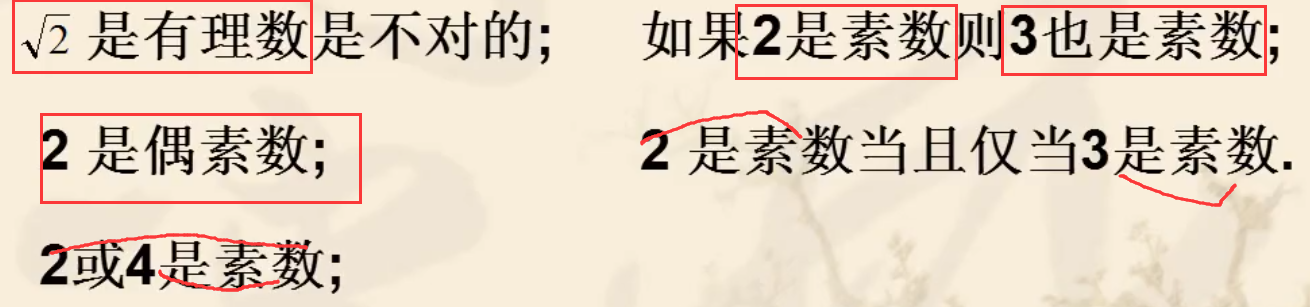 √2 是有理数是不对的;
如果2是素数则3也是素数;
2 是偶素数;
2 是素数当且仅当3是素数.
2或4是素数;